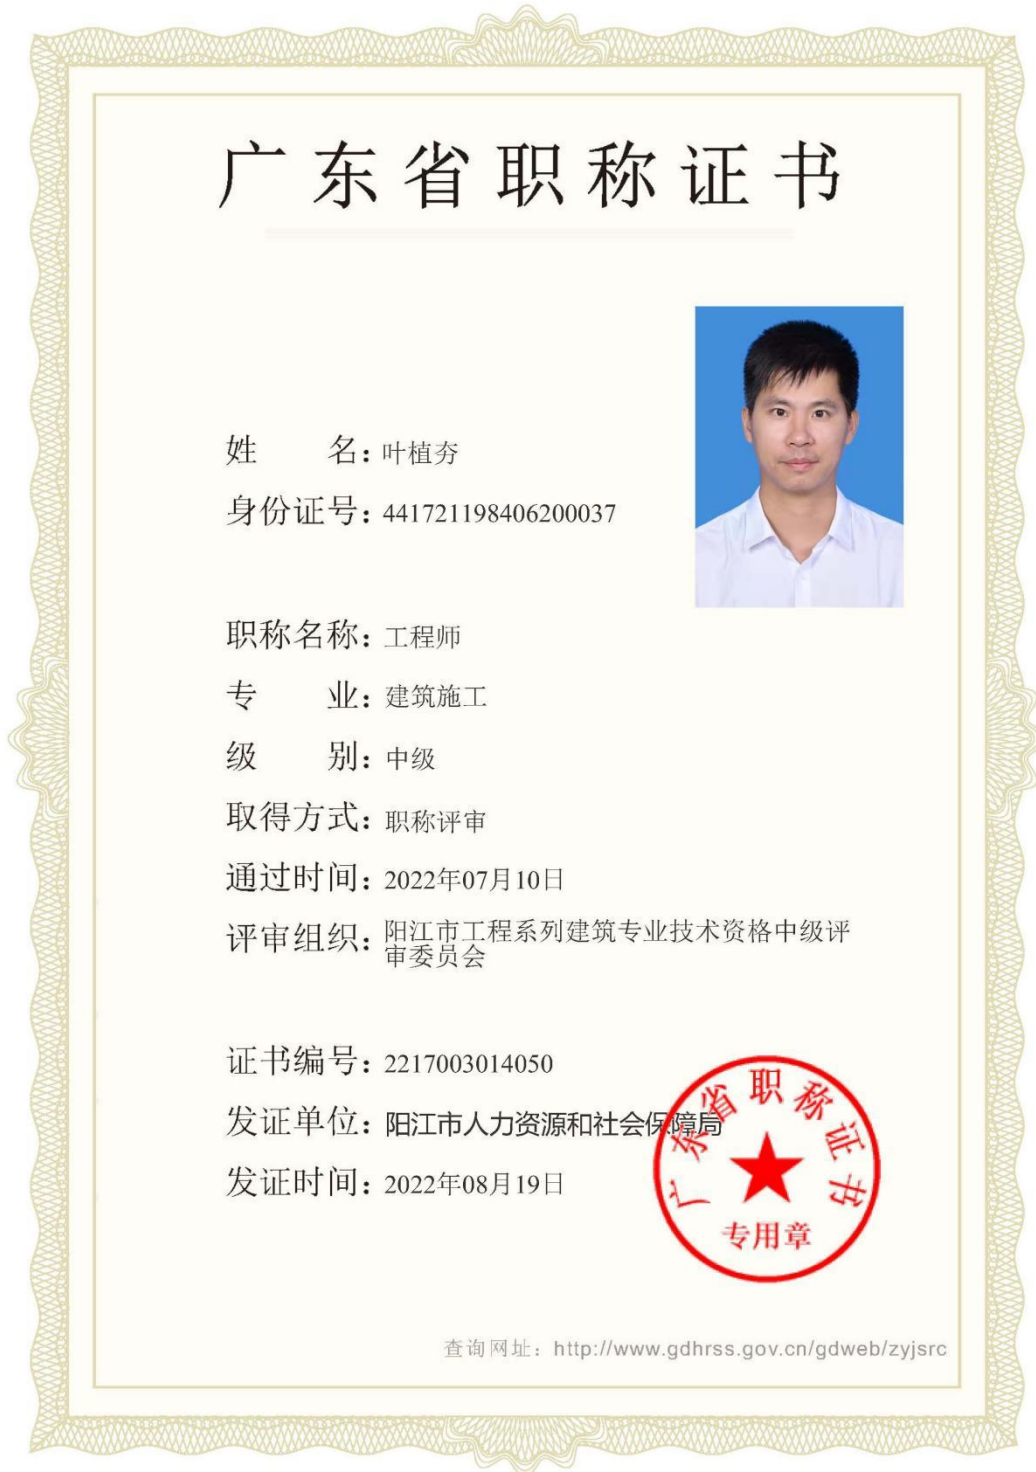 广东省职称证书
姓 名：叶植夯
身份证号：441721198406200037
职称名称：工程师
专 业：建筑施工
级 别：中级
取得方式：职称评审
通过时间：2022年07月10日
评审组织：阳江市工程系列建筑专业技术资格中级评
审委员会
证书编号：2217003014050
发证单位：阳江市人力资源和社会保障局
发证时间：2022年08月19日
广东省职称证书
专用章
查询网址：http://www.gdhrss.gov.cn/gdweb/zyjsrc